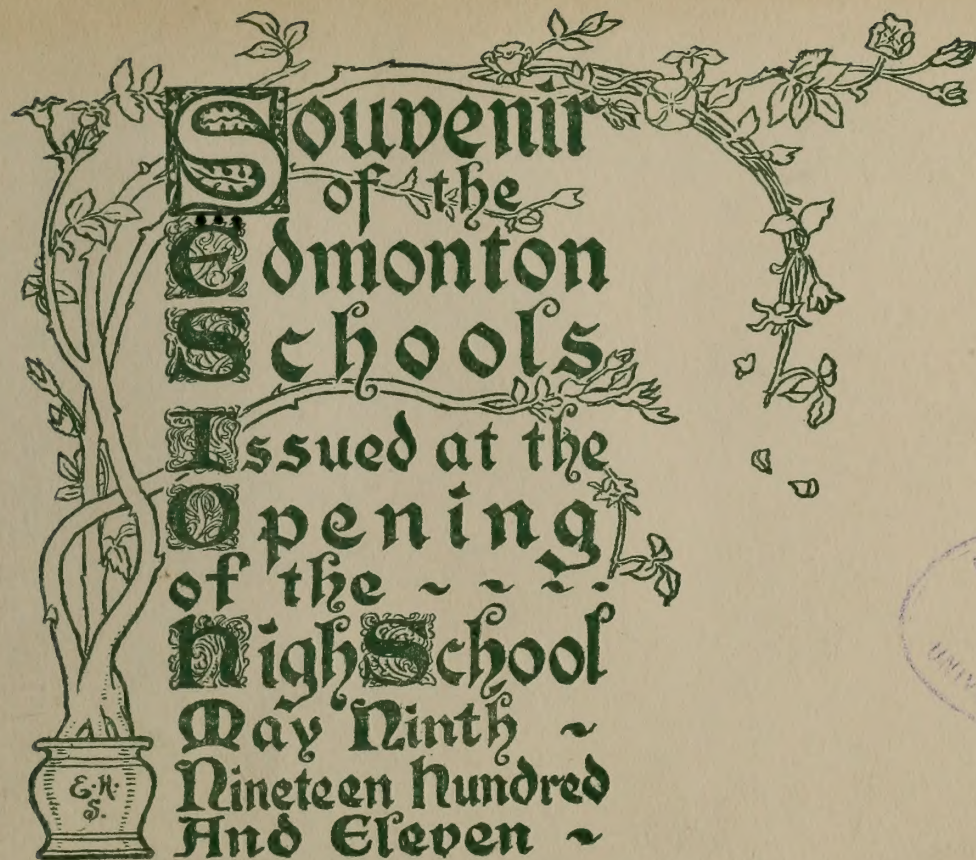 Souvenir
of the
Edmonton
Schools
Issued at the
Opening
of the ~ ~ ~ ~
High School
May Ninth ~
Nineteen Hundred
And Eleven ~
E·H·
S.